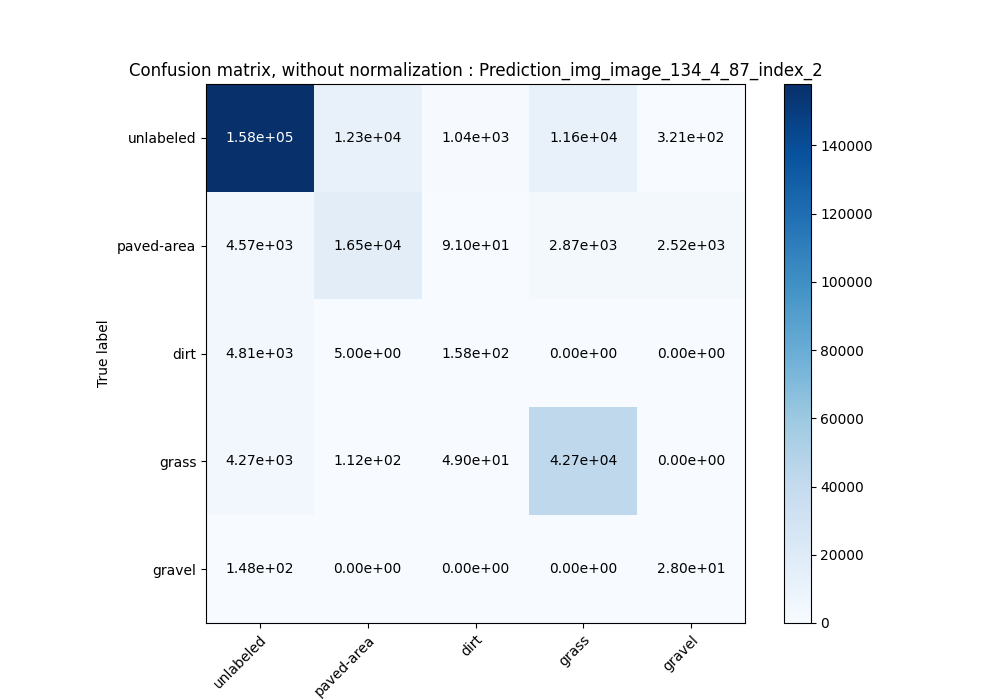 Confusion matrix, without normalization : Prediction_img_image_134_4_87_index_2
unlabeled 1.58e+05 1.23e+04 1.04e+03 1.16e+04 3.21e+02
paved-area 4.57e+03 1.65e+04 9.10e+01 2.87e+03 2.52e+03
dirt 4.81e+03 5.00e+00 1.58e+02 0.00e+00 0.00e+00
grass 4.27e+03 1.12e+02 4.90e+01 4.27e+04 0.00e+00
gravel 1.48e+02 0.00e+00 0.00e+00 0.00e+00 2.80e+01
True label
unlabeled paved-area dirt grass gravel
140000
120000
100000
80000
60000
40000
20000
0